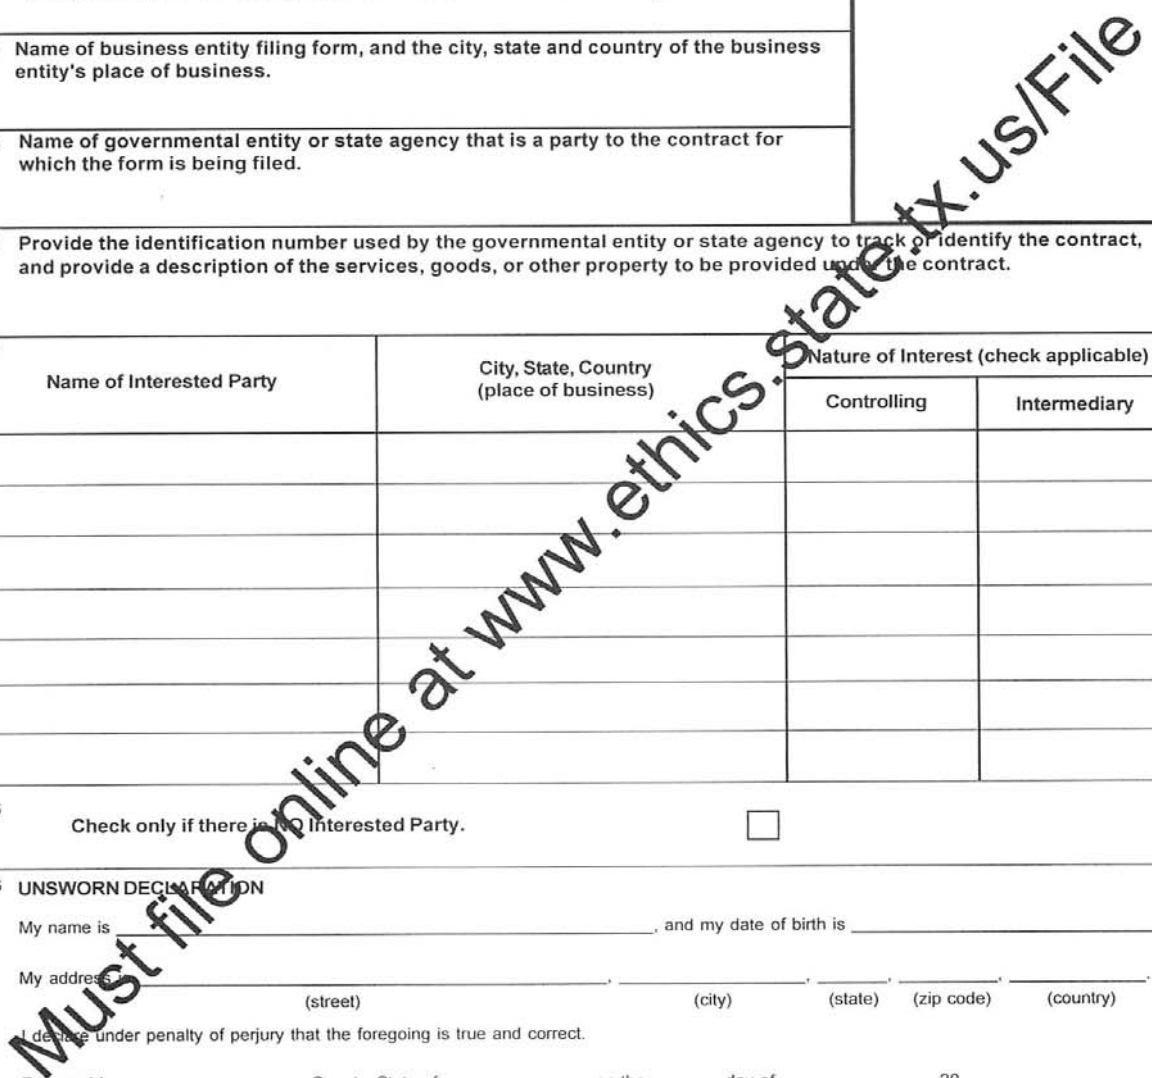 Name of business entity filing form, and the city, state and country of the business
entity's place of business.
Name of governmental entity or state agency that is a party to the contract for
which the form is being filed.
Provide the identification number used by the governmental entity or state agency to track or identify the contract,
and provide a description of the services, goods, or other property to be provided under the contract.
Name of Interested Party
City, State, Country
(place of business)
Nature of Interest (check applicable)
Controlling
Intermediary
Check only if there is NO Interested Party.
UNSWORN DECLARATION
My name is , and my date of birth is
My address is , , , , .
(street) (city) (state) (zip code) (country)
I declare under penalty of perjury that the foregoing is true and correct.
Must file online at www.ethics.state.tx.us/File